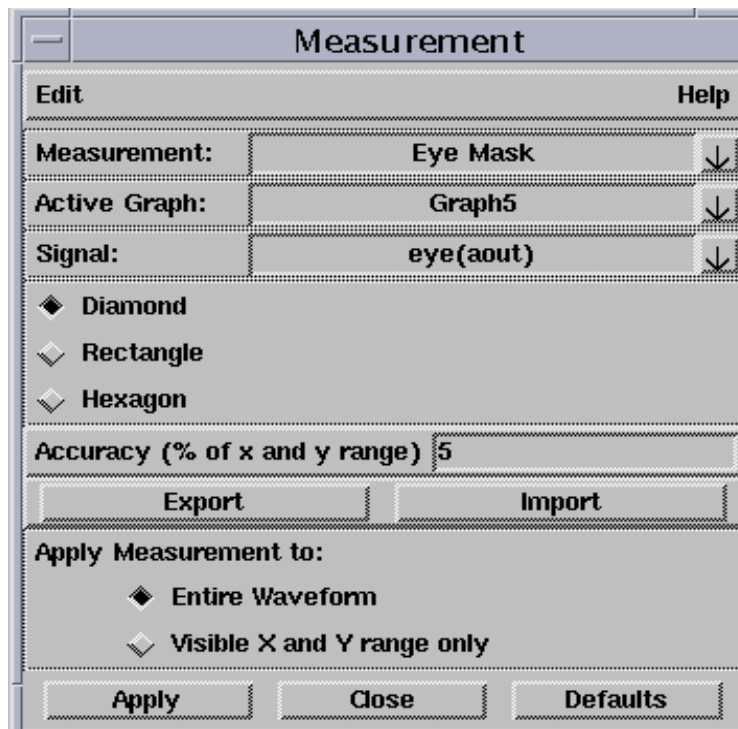 Measurement
Edit Help
Measurement: Eye Mask
Active Graph: Graph5
Signal: eye(aout)
Diamond
Rectangle
Hexagon
Accuracy (% of x and y range) 5
Export Import
Apply Measurement to:
Entire Waveform
Visible X and Y range only
Apply Close Defaults